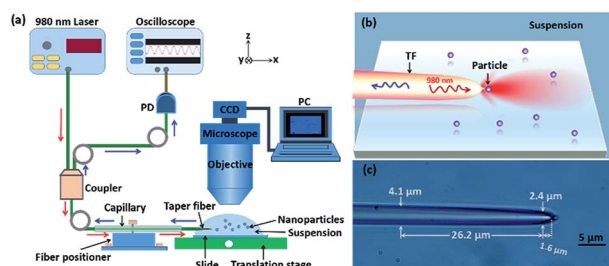 (a)
980 nm Laser
Oscilloscope
z
y
x
PD
CCD
PC
Microscope
Objective
Coupler
Capillary
Taper fiber
Nanoparticles
Suspension
Fiber positioner
Slide
Translation stage
(b)
Suspension
TF
Particle
980 nm
(c)
4.1 μm
2.4 μm
26.2 μm
1.6 μm
5 μm